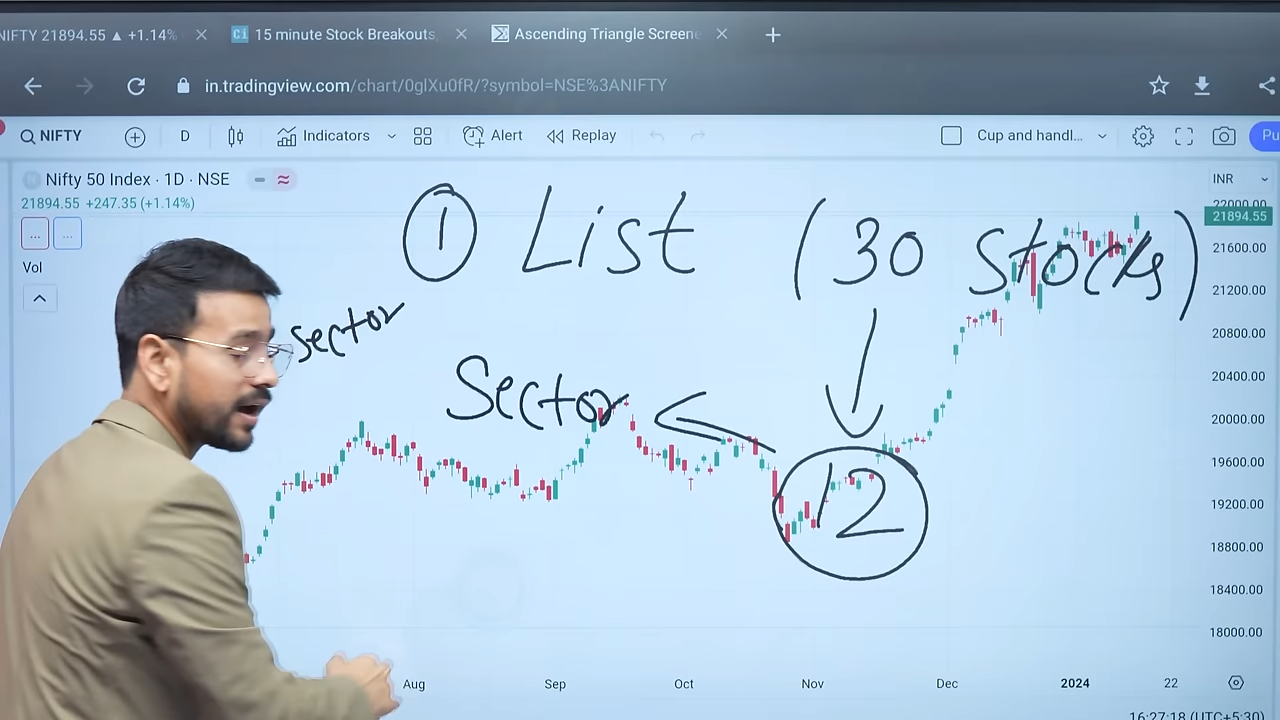 NIFTY 21894.55 ▲ +1.14%
15 minute Stock Breakouts,
Ascending Triangle Screene
in.tradingview.com/chart/0glXu0fR/?symbol=NSE%3ANIFTY
NIFTY
D
Indicators
Alert
Replay
Cup and handl...
Pu
Nifty 50 Index · 1D · NSE
INR
21894.55 +247.35 (+1.14%)
... ...
Vol
1 List (30 Stocks)
Sector
Sector
12
22000.00
21894.55
21600.00
21200.00
20800.00
20400.00
20000.00
19600.00
19200.00
18800.00
18400.00
18000.00
Aug Sep Oct Nov Dec 2024 22
16:27:18 (UTC+5:30)